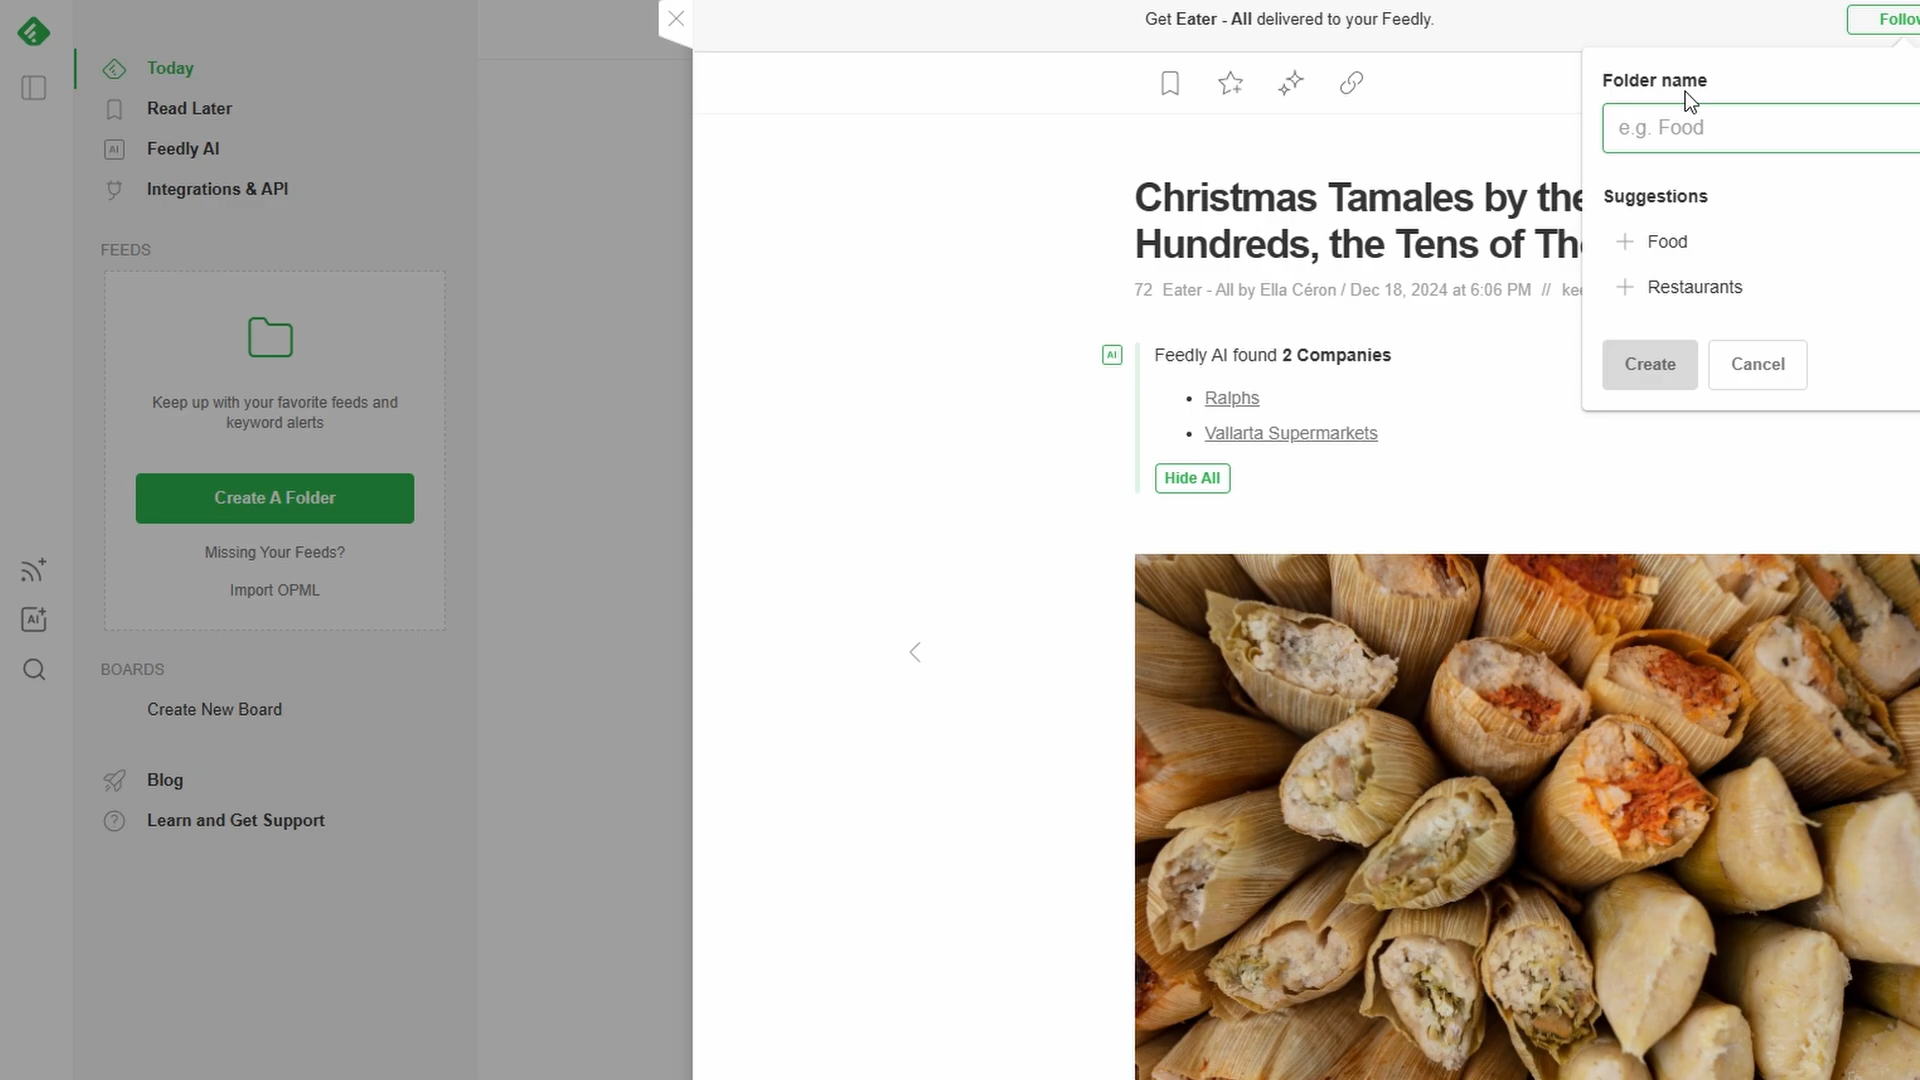 Today
Read Later
AI
Feedly AI
Integrations & API
FEEDS
Keep up with your favorite feeds and
keyword alerts
Create A Folder
Missing Your Feeds?
Import OPML
AI
BOARDS
Create New Board
Blog
Learn and Get Support
Get Eater - All delivered to your Feedly.
Christmas Tamales by the
Hundreds, the Tens of
72 Eater - All by Ella Céron / Dec 18, 2024 at 6:06 PM //
AI
Feedly AI found 2 Companies
• Ralphs
• Vallarta Supermarkets
Hide All
Folder name
e.g. Food
Suggestions
Food
Restaurants
Create
Cancel